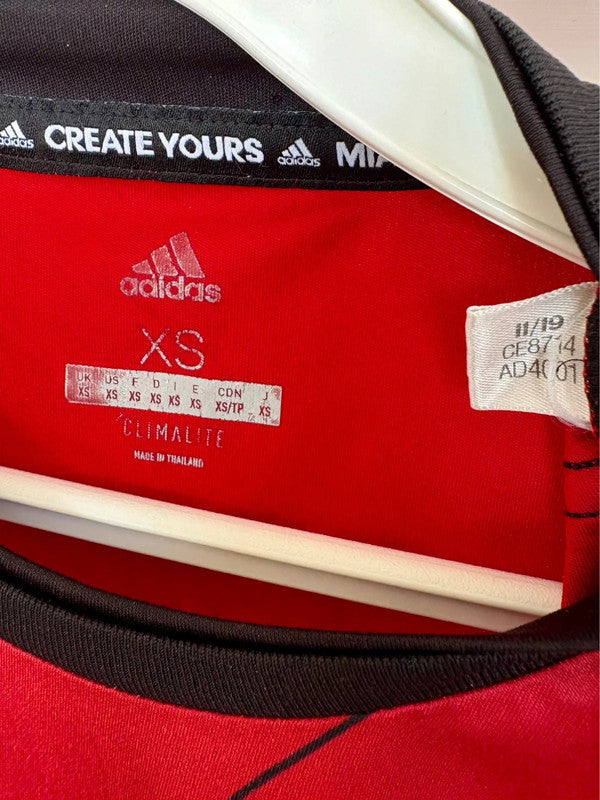 adidas CREATE YOURS adidas
adidas
XS
UK US F D I E CDN J
XS XS XS XS XS XS XS/TP XS
CLIMALITE
MADE IN THAILAND
11/19